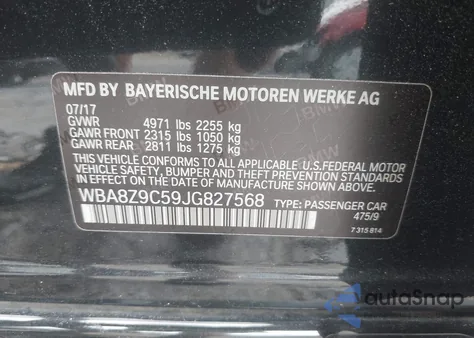 MFD BY BAYERISCHE MOTOREN WERKE AG
07/17
GVWR 4971 lbs 2255 kg
GAWR FRONT 2315 lbs 1050 kg
GAWR REAR 2811 lbs 1275 kg
THIS VEHICLE CONFORMS TO ALL APPLICABLE U.S.FEDERAL MOTOR
VEHICLE SAFETY, BUMPER AND THEFT PREVENTION STANDARDS
IN EFFECT ON THE DATE OF MANUFACTURE SHOWN ABOVE.
WBA8Z9C59JG827568 TYPE: PASSENGER CAR
475/9
7 315 814
autoSnap